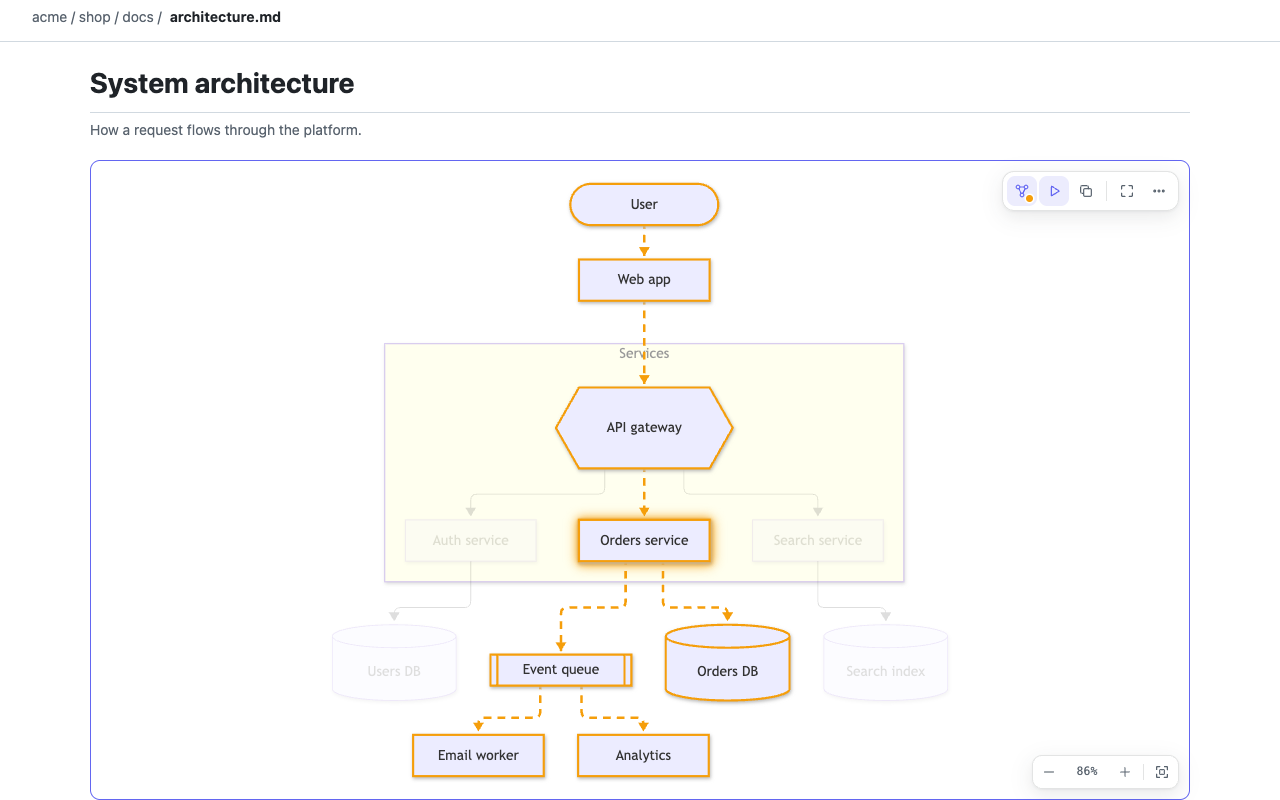 acme / shop / docs / architecture.md
System architecture
How a request flows through the platform.
User
Web app
Services
API gateway
Auth service
Orders service
Search service
Users DB
Event queue
Orders DB
Search index
Email worker
Analytics
86%